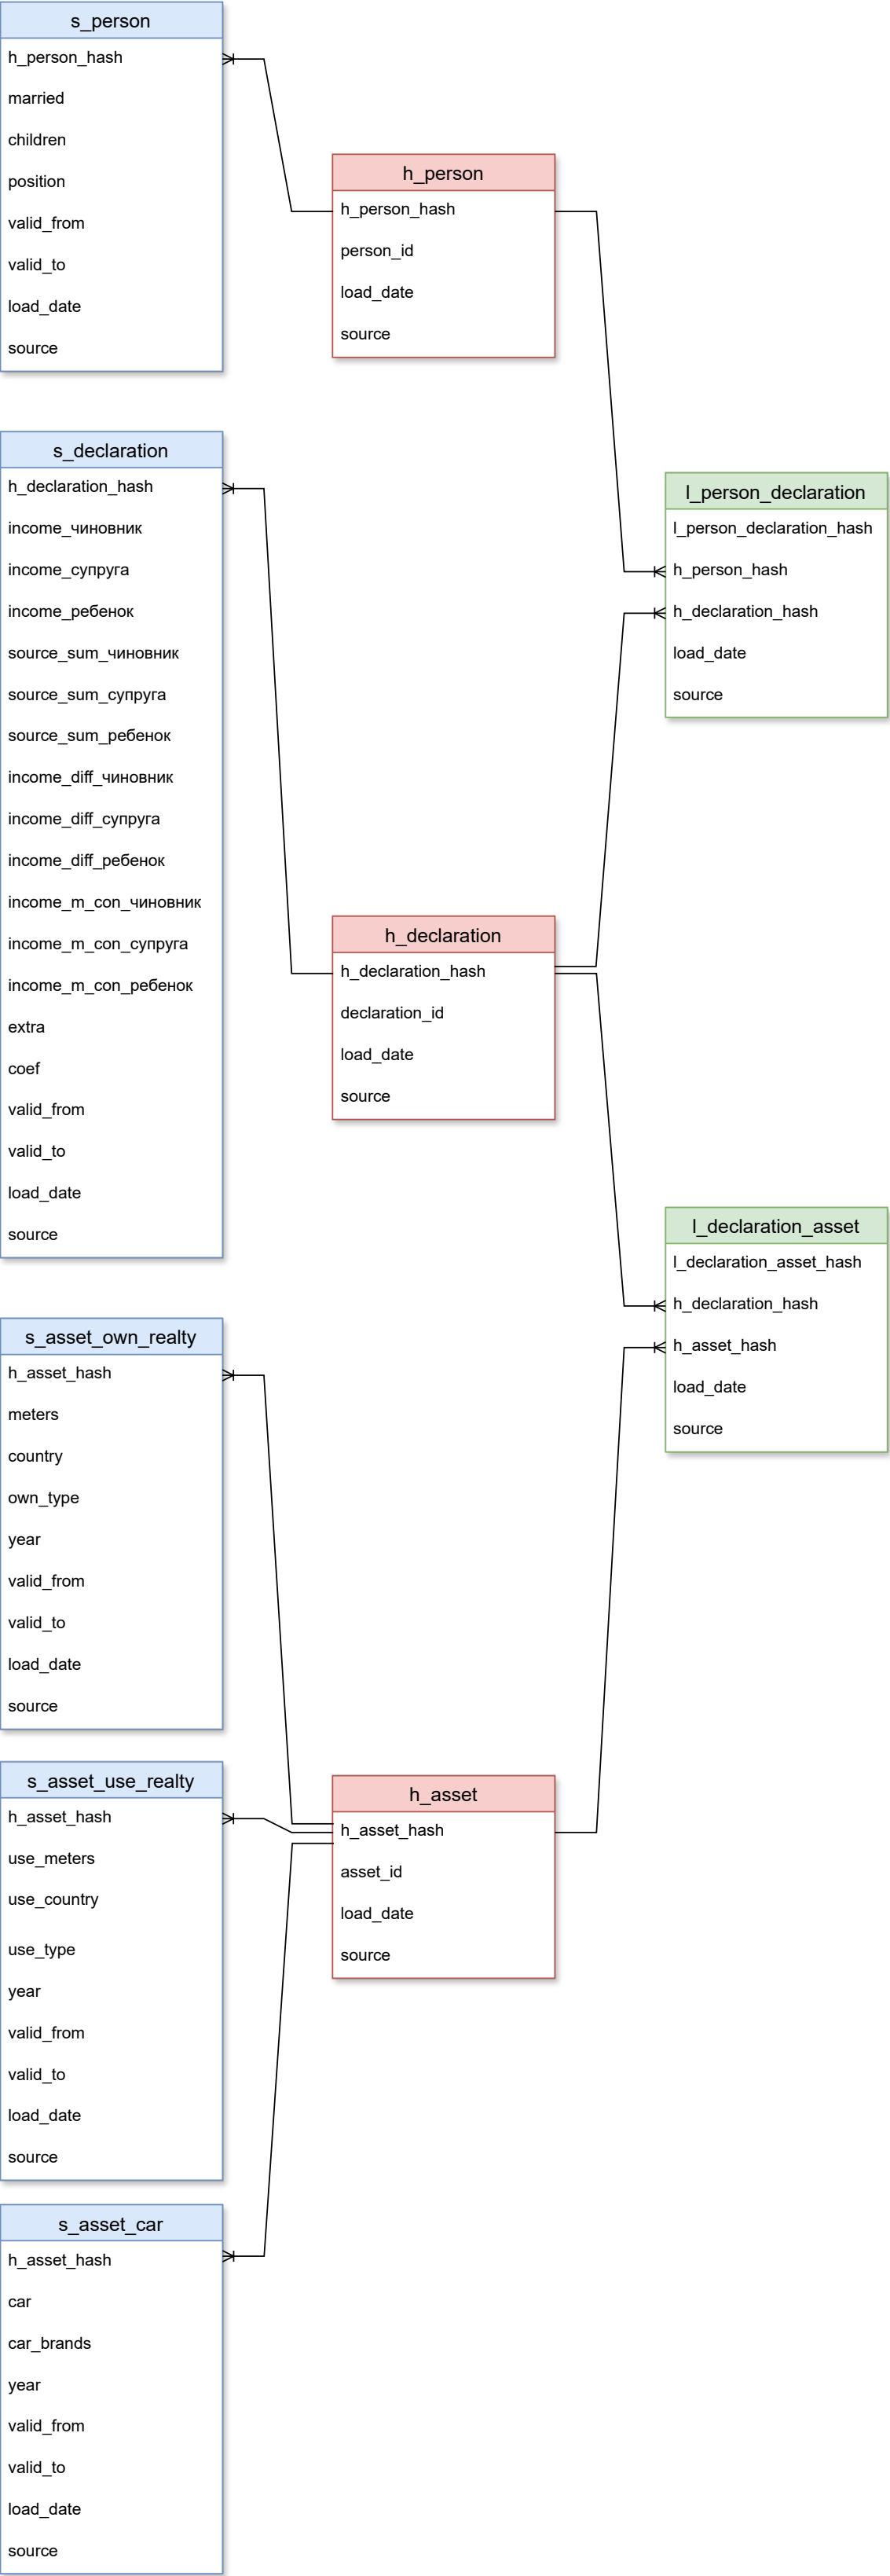 s_person
h_person_hash
married
children
position
valid_from
valid_to
load_date
source
h_person
h_person_hash
person_id
load_date
source
s_declaration
h_declaration_hash
income_чиновник
income_супруга
income_ребенок
source_sum_чиновник
source_sum_супруга
source_sum_ребенок
income_diff_чиновник
income_diff_супруга
income_diff_ребенок
income_m_con_чиновник
income_m_con_супруга
income_m_con_ребенок
extra
coef
valid_from
valid_to
load_date
source
l_person_declaration
l_person_declaration_hash
h_person_hash
h_declaration_hash
load_date
source
h_declaration
h_declaration_hash
declaration_id
load_date
source
l_declaration_asset
l_declaration_asset_hash
h_declaration_hash
h_asset_hash
load_date
source
s_asset_own_realty
h_asset_hash
meters
country
own_type
year
valid_from
valid_to
load_date
source
s_asset_use_realty
h_asset_hash
use_meters
use_country
use_type
year
valid_from
valid_to
load_date
source
h_asset
h_asset_hash
asset_id
load_date
source
s_asset_car
h_asset_hash
car
car_brands
year
valid_from
valid_to
load_date
source